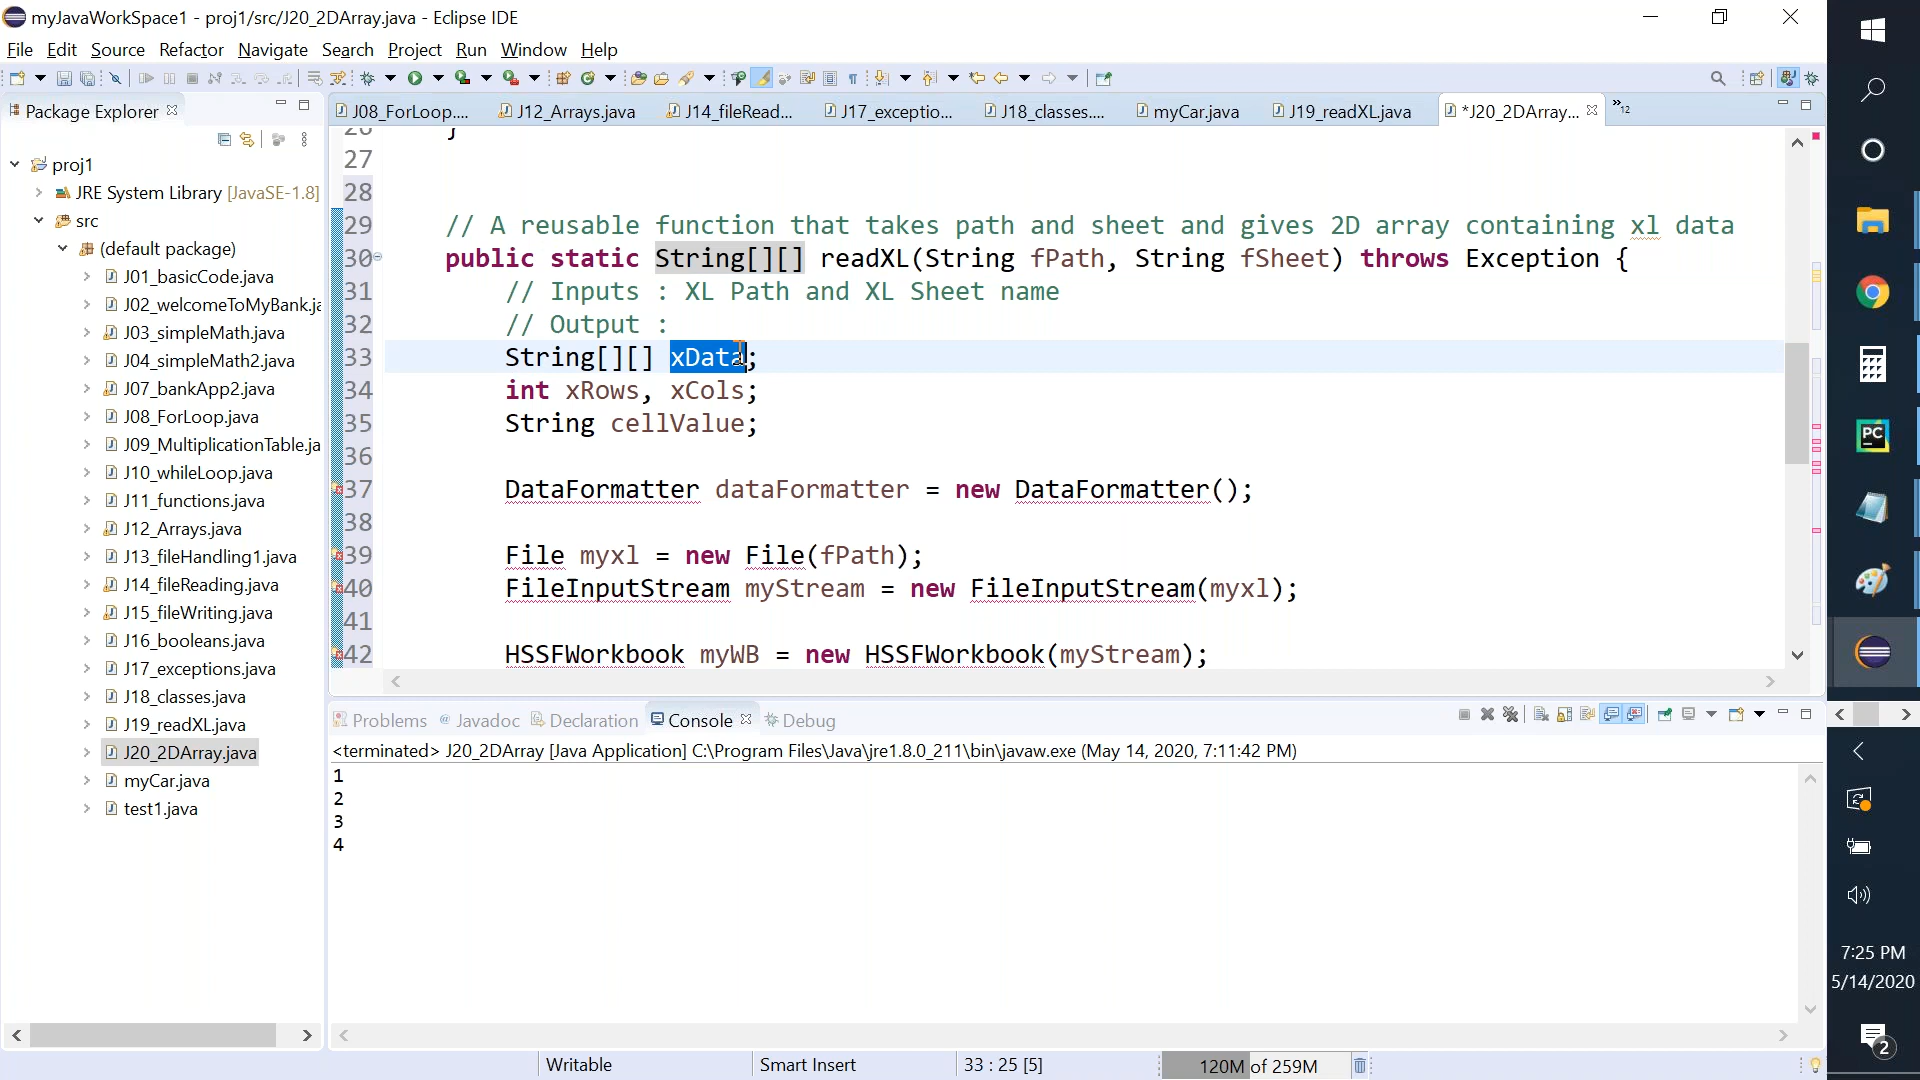 myJavaWorkSpace1 - proj1/src/J20_2DArray.java - Eclipse IDE
File Edit Source Refactor Navigate Search Project Run Window Help
Package Explorer
proj1
JRE System Library [JavaSE-1.8]
src
(default package)
J01_basicCode.java
J02_welcomeToMyBank.ja
J03_simpleMath.java
J04_simpleMath2.java
J07_bankApp2.java
J08_ForLoop.java
J09_MultiplicationTable.ja
J10_whileLoop.java
J11_functions.java
J12_Arrays.java
J13_fileHandling1.java
J14_fileReading.java
J15_fileWriting.java
J16_booleans.java
J17_exceptions.java
J18_classes.java
J19_readXL.java
J20_2DArray.java
myCar.java
test1.java
J08_ForLoop.... J12_Arrays.java J14_fileRead... J17_exceptio... J18_classes.... myCar.java J19_readXL.java *J20_2DArray... »12
26 }
27
28
29 // A reusable function that takes path and sheet and gives 2D array containing xl data
30 public static String[][] readXL(String fPath, String fSheet) throws Exception {
31 // Inputs : XL Path and XL Sheet name
32 // Output :
33 String[][] xData;
34 int xRows, xCols;
35 String cellValue;
36
37 DataFormatter dataFormatter = new DataFormatter();
38
39 File myxl = new File(fPath);
40 FileInputStream myStream = new FileInputStream(myxl);
41
42 HSSFWorkbook myWB = new HSSFWorkbook(myStream);
Problems @ Javadoc Declaration Console Debug
<terminated> J20_2DArray [Java Application] C:\Program Files\Java\jre1.8.0_211\bin\javaw.exe (May 14, 2020, 7:11:42 PM)
1
2
3
4
Writable Smart Insert 33 : 25 [5] 120M of 259M
PC
7:25 PM
5/14/2020
2